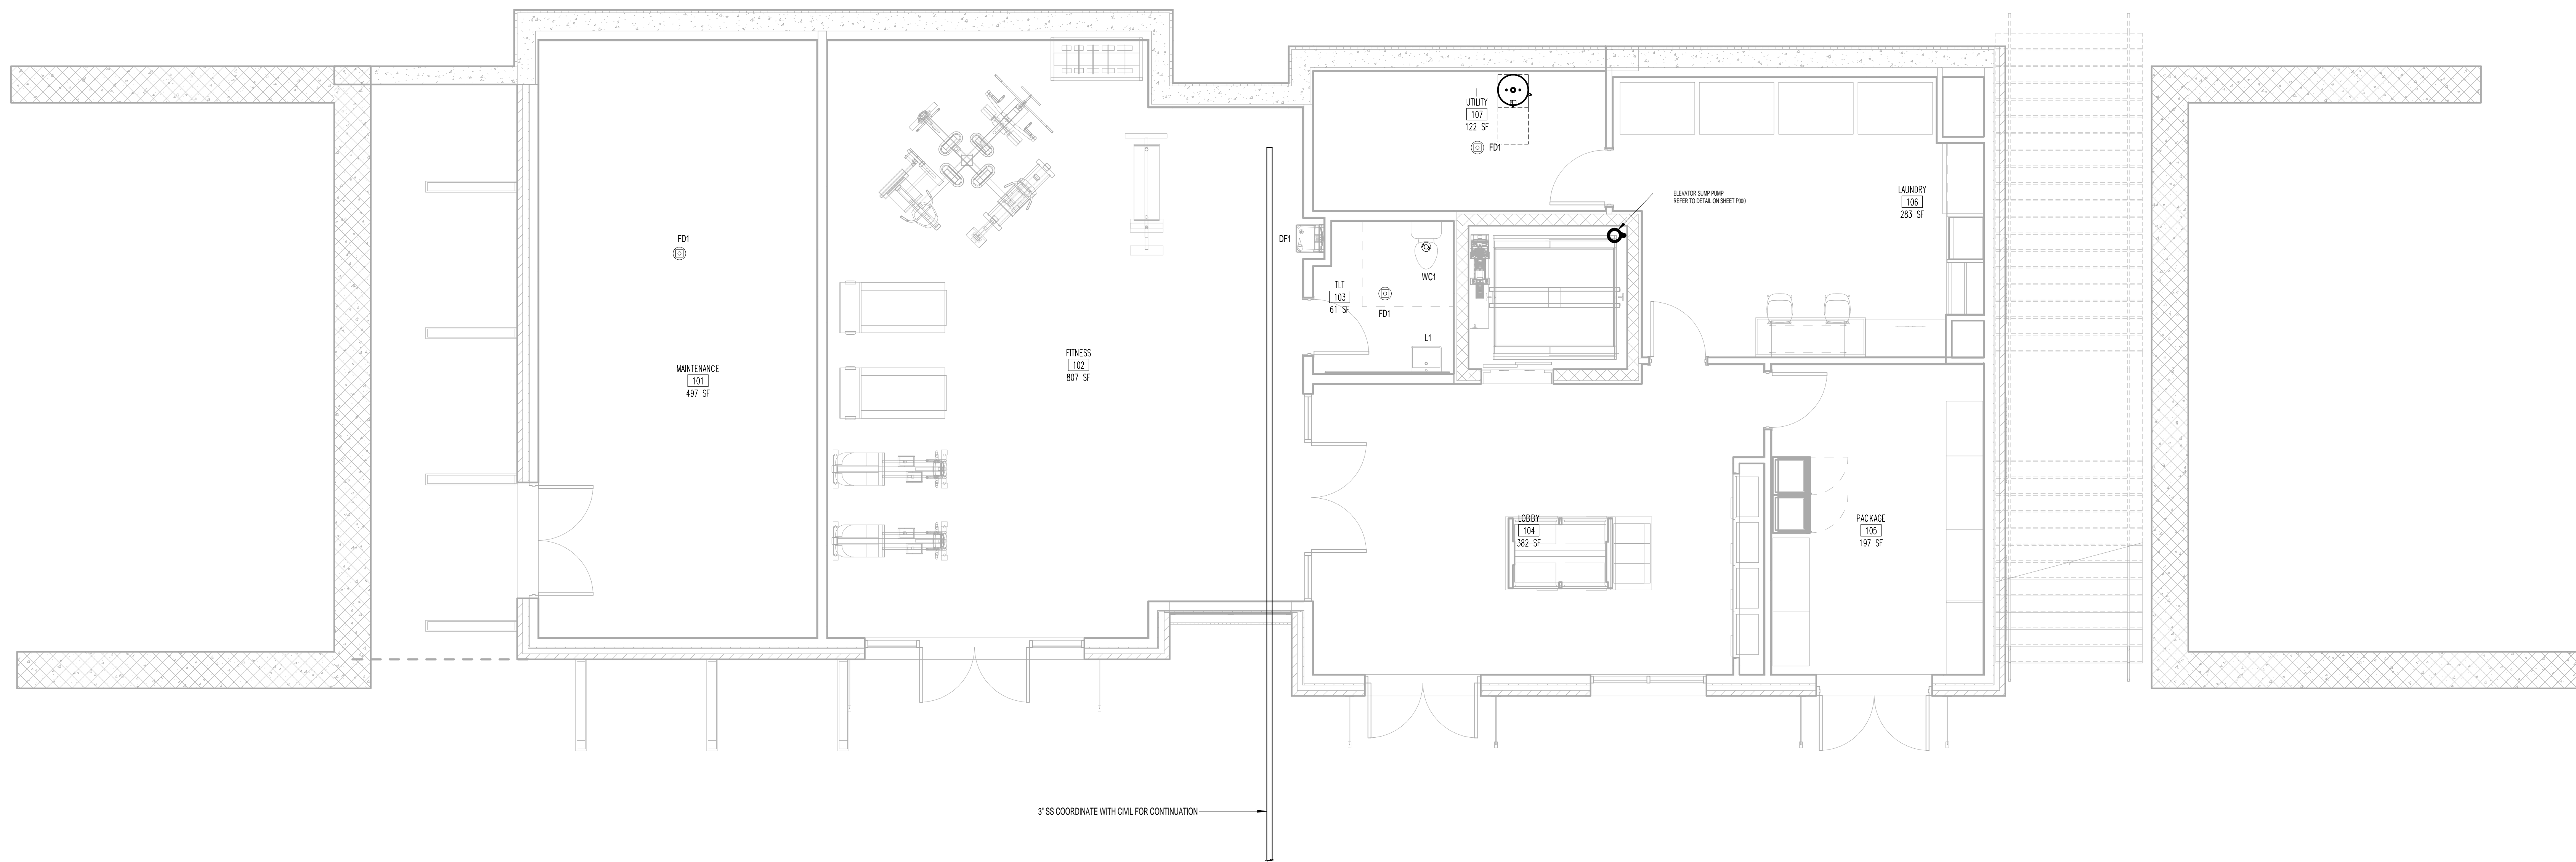 UTILITY
107
122 SF
FD1
ELEVATOR SUMP PUMP
REFER TO DETAIL ON SHEET P000
LAUNDRY
106
283 SF
FD1
DF1
WC1
TLT
103
61 SF
FD1
L1
FITNESS
102
807 SF
MAINTENANCE
101
497 SF
LOBBY
104
382 SF
PACKAGE
105
197 SF
3" SS COORDINATE WITH CIVIL FOR CONTINUATION